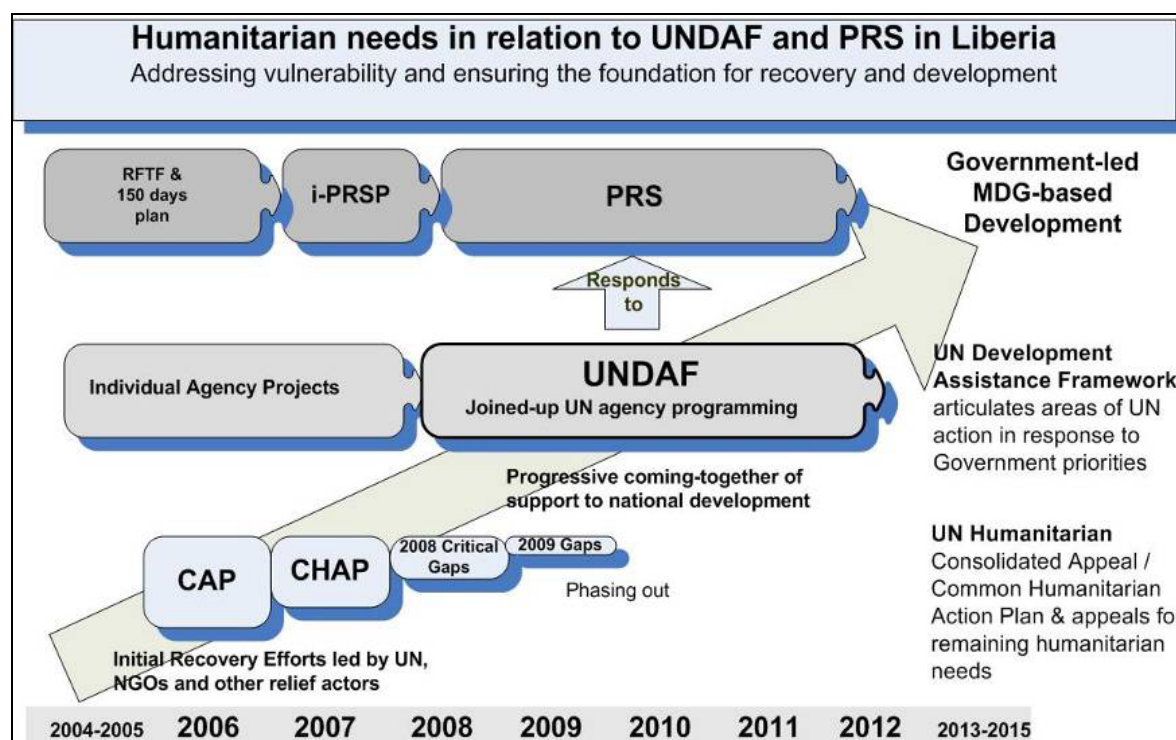 Humanitarian needs in relation to UNDAF and PRS in Liberia
Addressing vulnerability and ensuring the foundation for recovery and development
RFTF &
150 days
plan
i-PRSP
PRS
Government-led
MDG-based
Development
Responds
to
Individual Agency Projects
UNDAF
Joined-up UN agency programming
UN Development
Assistance Framework
articulates areas of UN
action in response to
Government priorities
Progressive coming-together of
support to national development
CAP
CHAP
2008 Critical
Gaps
2009 Gaps
Phasing out
UN Humanitarian
Consolidated Appeal /
Common Humanitarian
Action Plan & appeals fo
remaining humanitarian
needs
Initial Recovery Efforts led by UN,
NGOs and other relief actors
2004-2005 2006 2007 2008 2009 2010 2011 2012 2013-2015